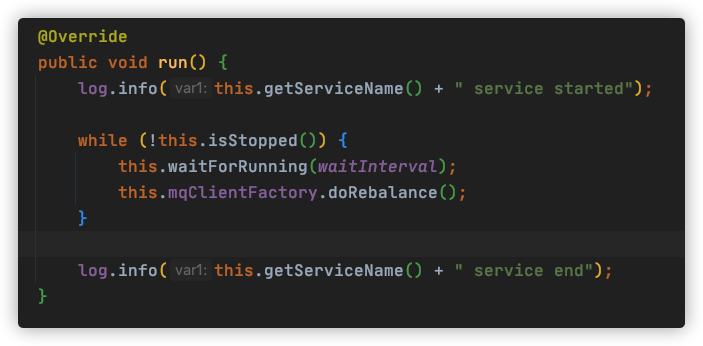 @Override
public void run() {
log.info( var1: this.getServiceName() + " service started");
while (!this.isStopped()) {
this.waitForRunning(waitInterval);
this.mqClientFactory.doRebalance();
}
log.info( var1: this.getServiceName() + " service end");
}